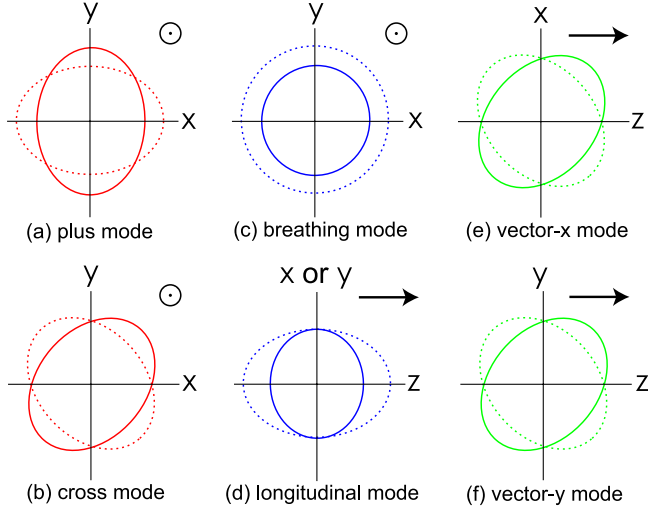 y
x
(a) plus mode
y
x
(c) breathing mode
x
z
(e) vector-x mode
y
x
(b) cross mode
x or y
z
(d) longitudinal mode
y
z
(f) vector-y mode